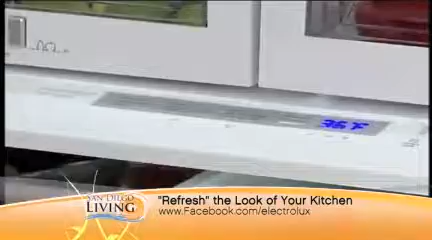 36°F
"Refresh" the Look of Your Kitchen
SAN DIEGO
LIVING
www.Facebook.com/electrolux